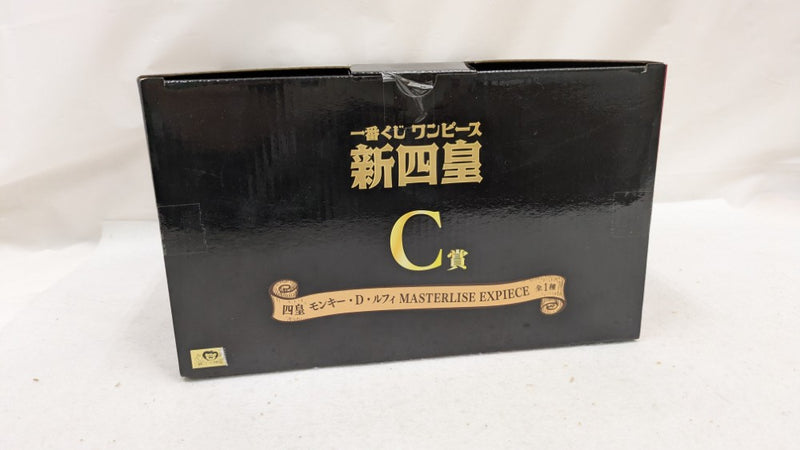 一番くじ ワンピース
新四皇
C賞
四皇 モンキー・D・ルフィ MASTERLISE EXPIECE 全1種